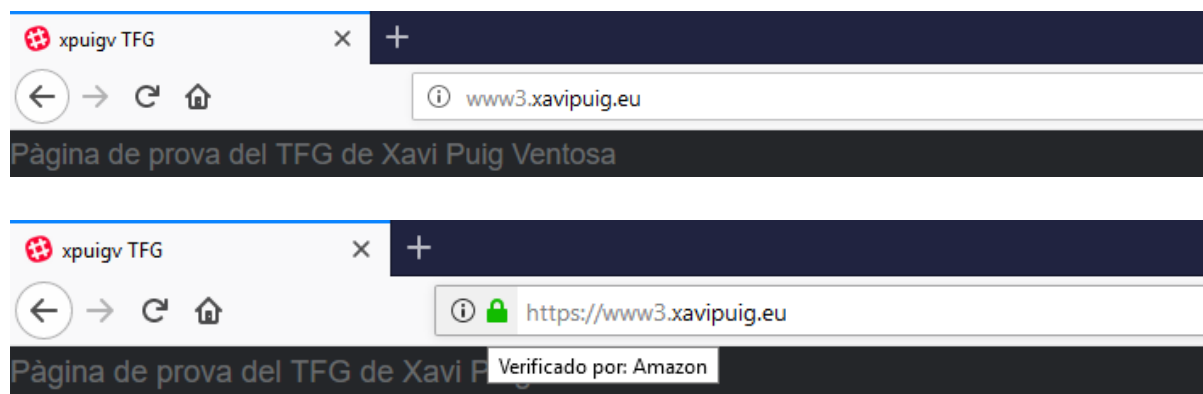 xpuigv TFG
www3.xavipuig.eu
Pàgina de prova del TFG de Xavi Puig Ventosa
xpuigv TFG
https://www3.xavipuig.eu
Pàgina de prova del TFG de Xavi P
Verificado por: Amazon